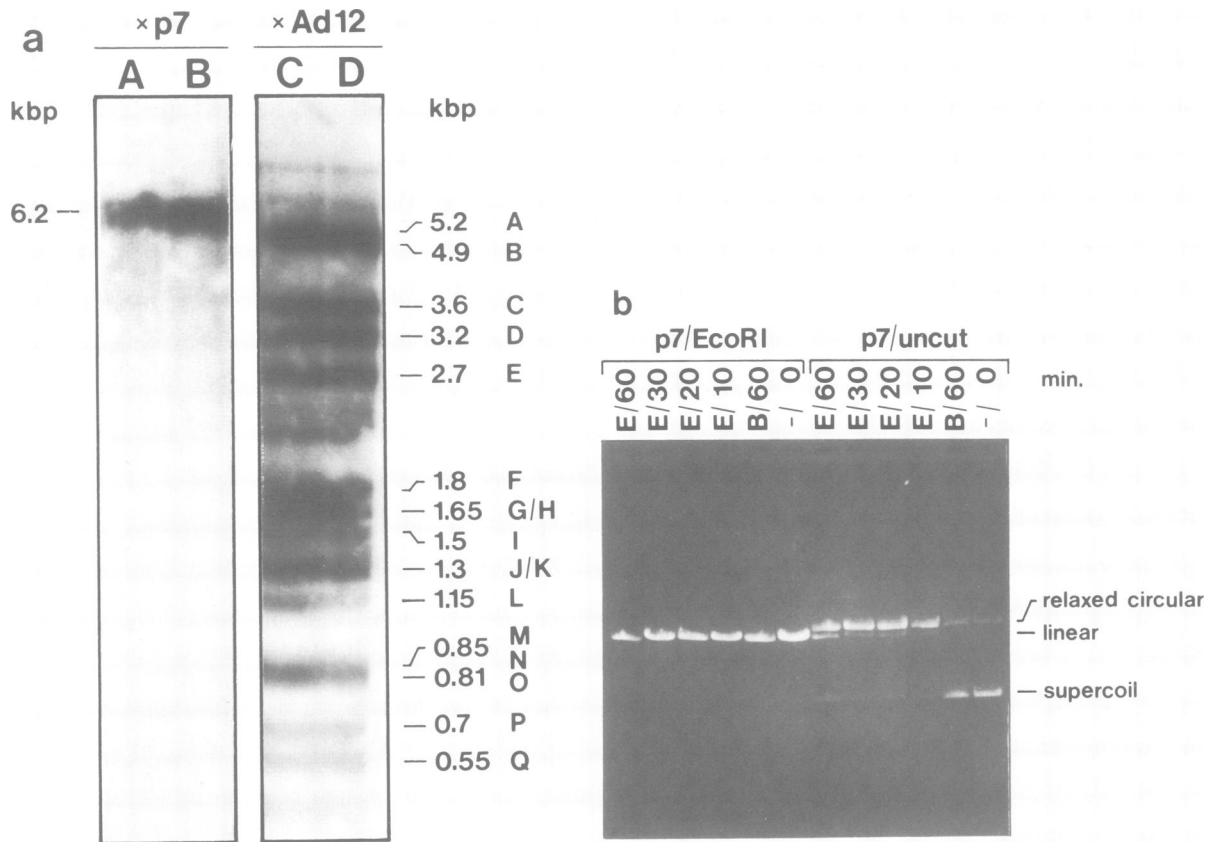 a
× p7
× Ad 12
A B
C D
kbp
kbp
6.2
5.2 A
4.9 B
3.6 C
3.2 D
2.7 E
1.8 F
1.65 G/H
1.5 I
1.3 J/K
1.15 L
0.85 M
N
0.81 O
0.7 P
0.55 Q
b
p7/EcoRI
p7/uncut
E/60 E/30 E/20 E/10 B/60 -/0 E/60 E/30 E/20 E/10 B/60 -/0 min.
relaxed circular
linear
supercoil